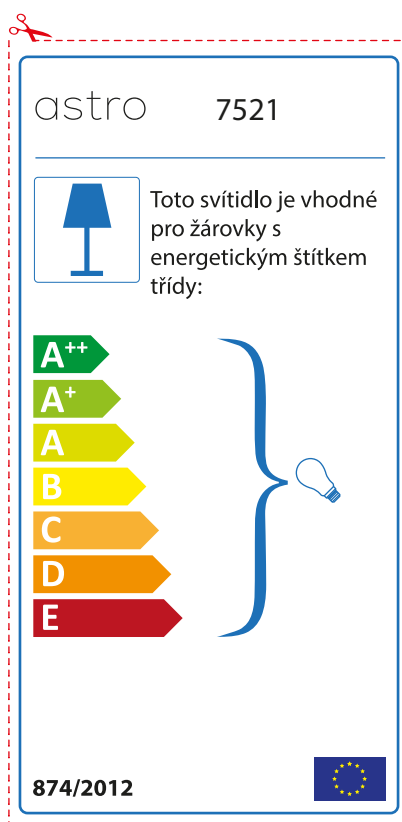 astro 7521
Toto svítidlo je vhodné
pro žárovky s
energetickým štítkem
třídy:
A++
A+
A
B
C
D
E
874/2012